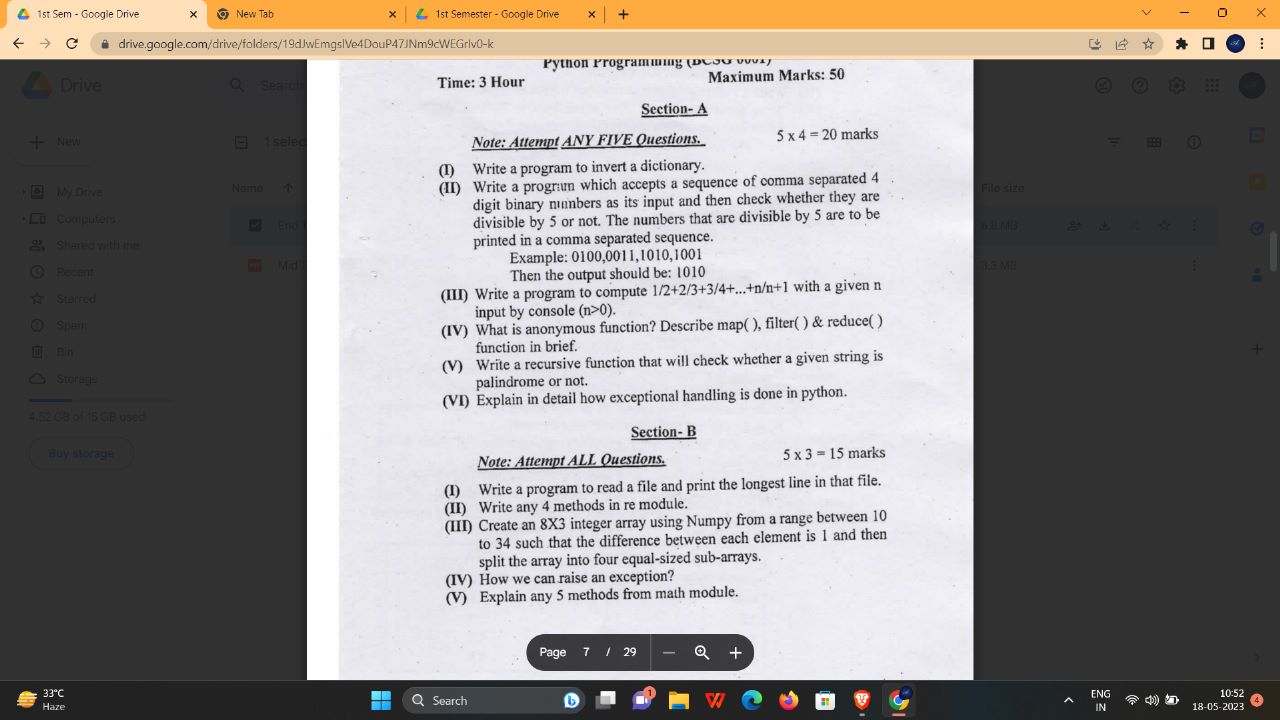 1st Sem - Google Drive
New Tab
1st Semester - Google Drive
drive.google.com/drive/folders/19dJwEmgslVe4DouP47JNm9cWEGrIv0-k
Drive
Search
New
1 selec
My Drive
Computers
Shared with me
Recent
Starred
Spam
Bin
Storage
4.52 GB of 15 GB used
Buy storage
Name
File size
End T
6.8 MB
Mid T
3.3 MB
Python Programming (BCSG 0001)
Time: 3 Hour
Maximum Marks: 50
Section- A
Note: Attempt ANY FIVE Questions.
5 x 4 = 20 marks
(I) Write a program to invert a dictionary.
(II) Write a program which accepts a sequence of comma separated 4
digit binary numbers as its input and then check whether they are
divisible by 5 or not. The numbers that are divisible by 5 are to be
printed in a comma separated sequence.
Example: 0100,0011,1010,1001
Then the output should be: 1010
(III) Write a program to compute 1/2+2/3+3/4+...+n/n+1 with a given n
input by console (n>0).
(IV) What is anonymous function? Describe map( ), filter( ) & reduce( )
function in brief.
(V) Write a recursive function that will check whether a given string is
palindrome or not.
(VI) Explain in detail how exceptional handling is done in python.
Section- B
Note: Attempt ALL Questions.
5 x 3 = 15 marks
(I) Write a program to read a file and print the longest line in that file.
(II) Write any 4 methods in re module.
(III) Create an 8X3 integer array using Numpy from a range between 10
to 34 such that the difference between each element is 1 and then
split the array into four equal-sized sub-arrays.
(IV) How we can raise an exception?
(V) Explain any 5 methods from math module.
Page 7 / 29
33°C
Haze
Search
1
ENG
IN
10:52
18-05-2023
4